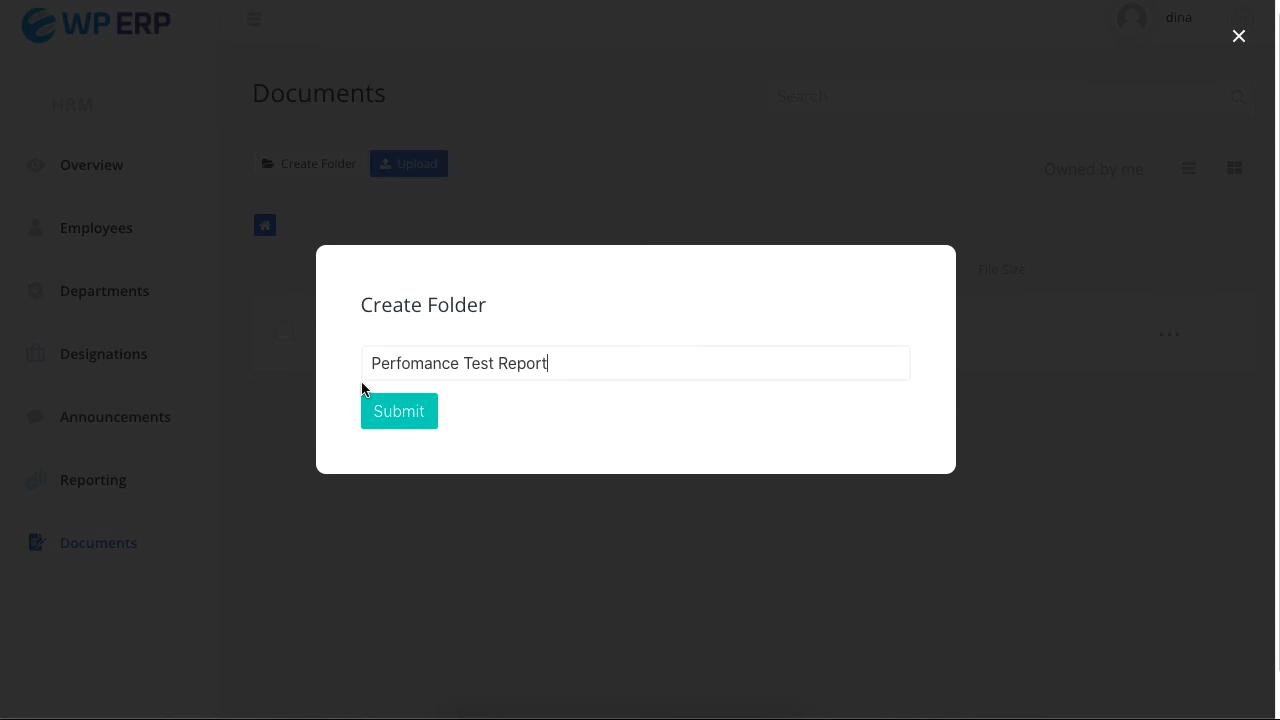 WP ERP
dina
HRM
Documents
Search
Overview
Create Folder
Upload
Owned by me
Employees
File Size
Departments
Create Folder
Designations
Perfomance Test Report
Submit
Announcements
Reporting
Documents